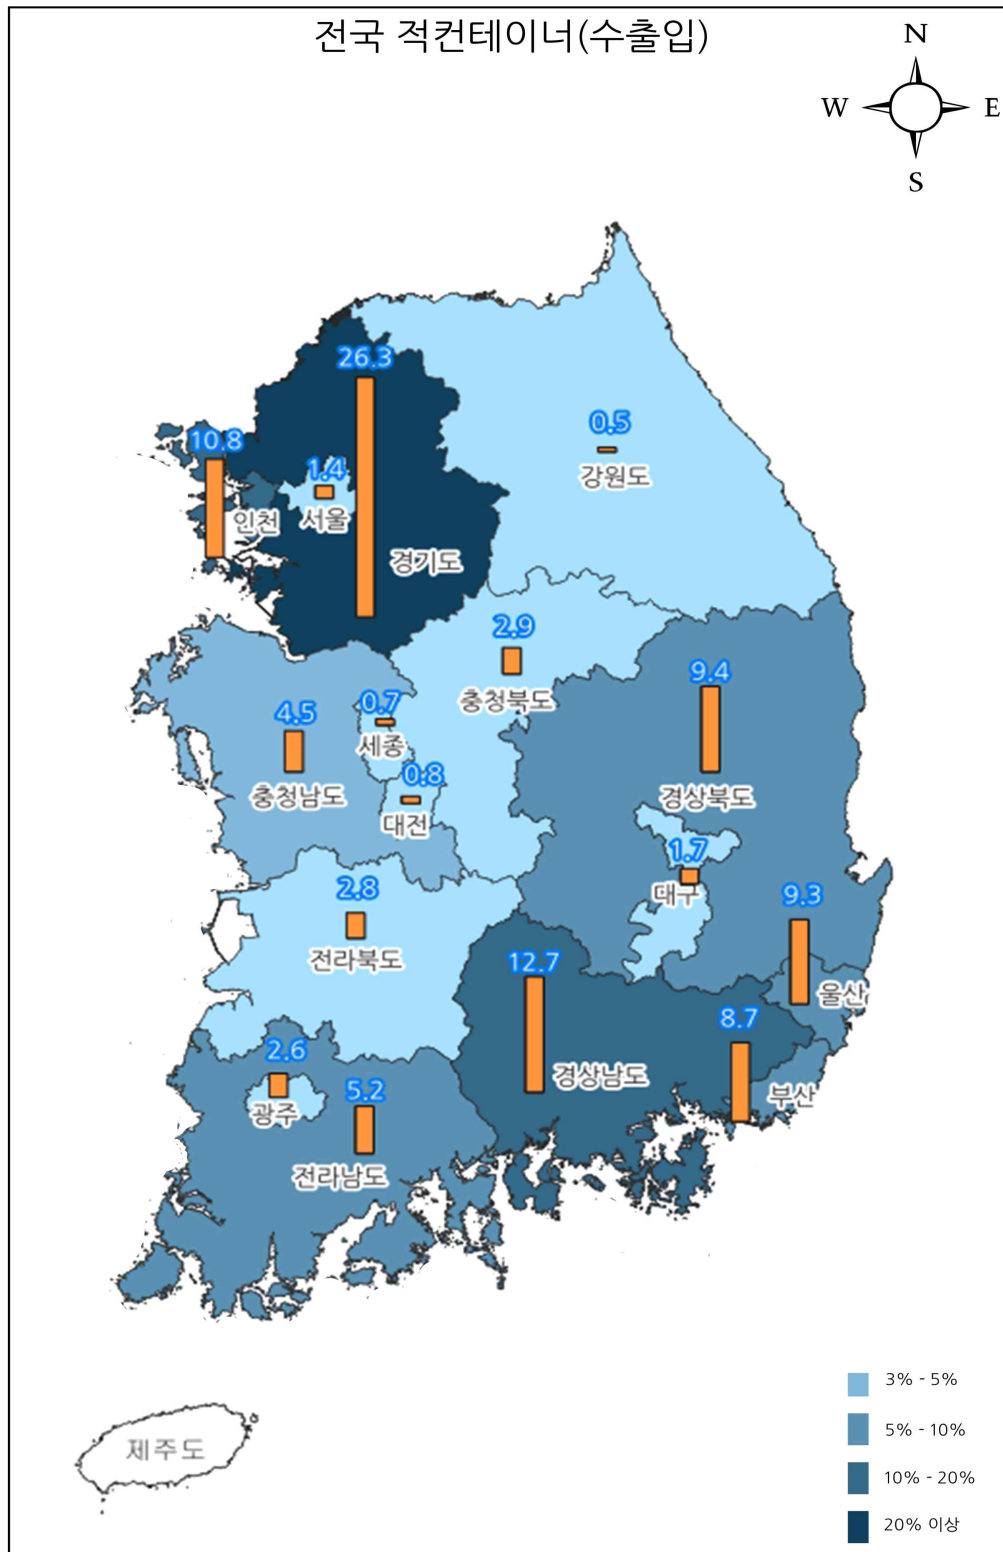 전국 적컨테이너(수출입)
N
W
E
S
26.3
0.5
강원도
10.8
1.4
인천
서울
경기도
2.9
충청북도
9.4
경상북도
4.5
0.7
세종
충청남도
0.8
대전
1.7
대구
2.8
전라북도
9.3
울산
12.7
경상남도
8.7
부산
2.6
광주
5.2
전라남도
제주도
3% - 5%
5% - 10%
10% - 20%
20% 이상